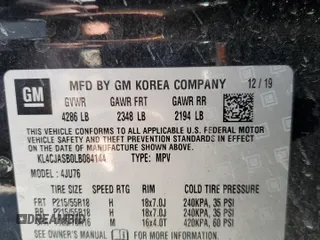 GM
MFD BY GM KOREA COMPANY 12/19
GVWR GAWR FRT GAWR RR
4286 LB 2348 LB 2194 LB
THIS VEHICLE CONFORMS TO ALL APPLICABLE U.S.
FEDERAL MOTOR VEHICLE SAFETY, BUMPER, AND
THEFT PREVENTION STANDARDS IN EFFECT ON THE
DATE OF MANUFACTURE SHOWN ABOVE.
KL4CJASB0LB084144 TYPE: MPV
MODEL: 4JU76
TIRE SIZE SPEED RTG RIM COLD TIRE PRESSURE
FRT P215/55R18 H 18x7.0J 240KPA, 35 PSI
RR P215/55R18 H 18x7.0J 240KPA, 35 PSI
M 16x4.0T 420KPA, 60 PSI
SEE OWNER'S MANUAL